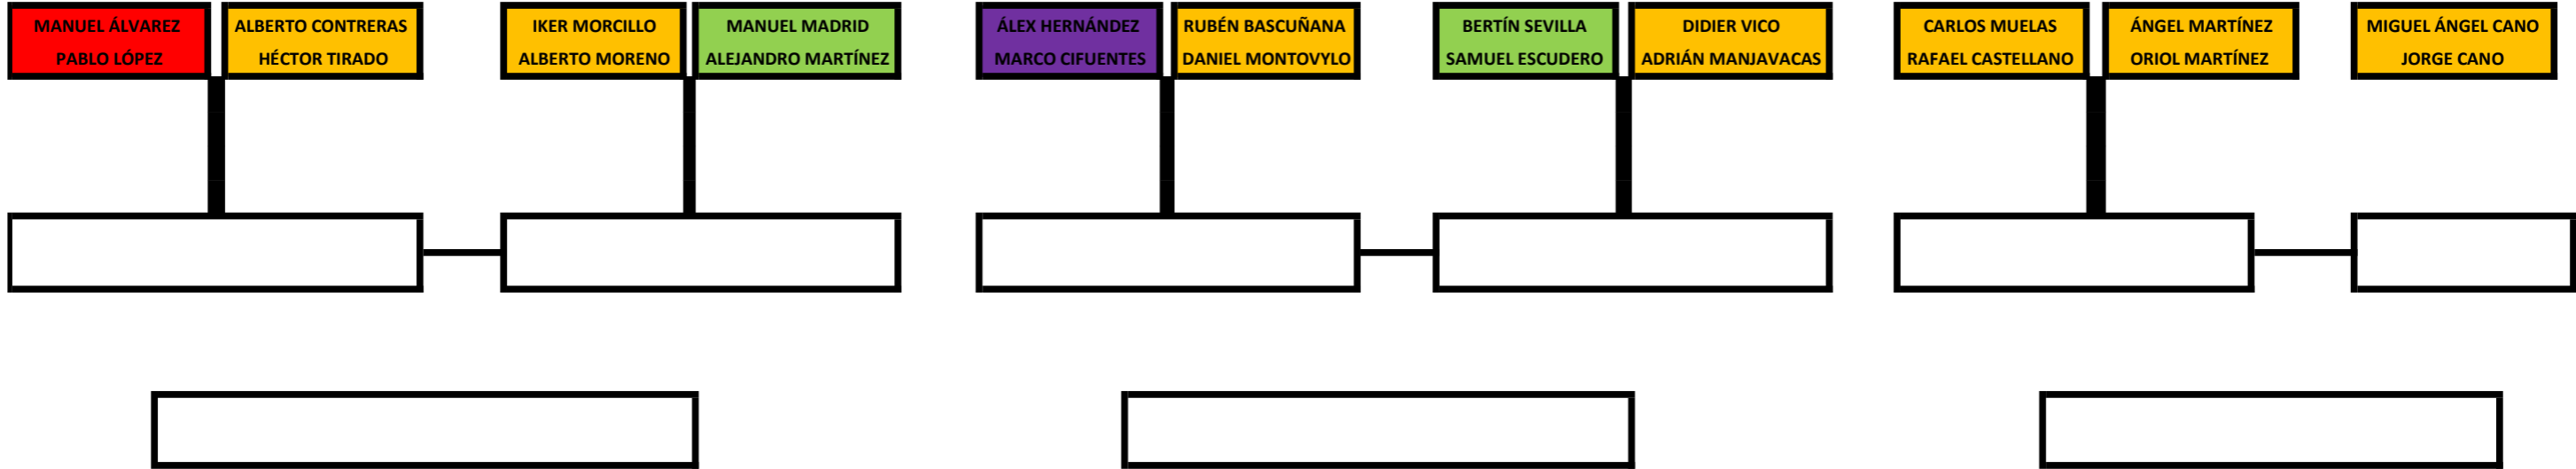 MANUEL ÁLVAREZ
PABLO LÓPEZ
ALBERTO CONTRERAS
HÉCTOR TIRADO
IKER MORCILLO
ALBERTO MORENO
MANUEL MADRID
ALEJANDRO MARTÍNEZ
ÁLEX HERNÁNDEZ
MARCO CIFUENTES
RUBÉN BASCUÑANA
DANIEL MONTOVYLO
BERTÍN SEVILLA
SAMUEL ESCUDERO
DIDIER VICO
ADRIÁN MANJAVACAS
CARLOS MUELAS
RAFAEL CASTELLANO
ÁNGEL MARTÍNEZ
ORIOL MARTÍNEZ
MIGUEL ÁNGEL CANO
JORGE CANO